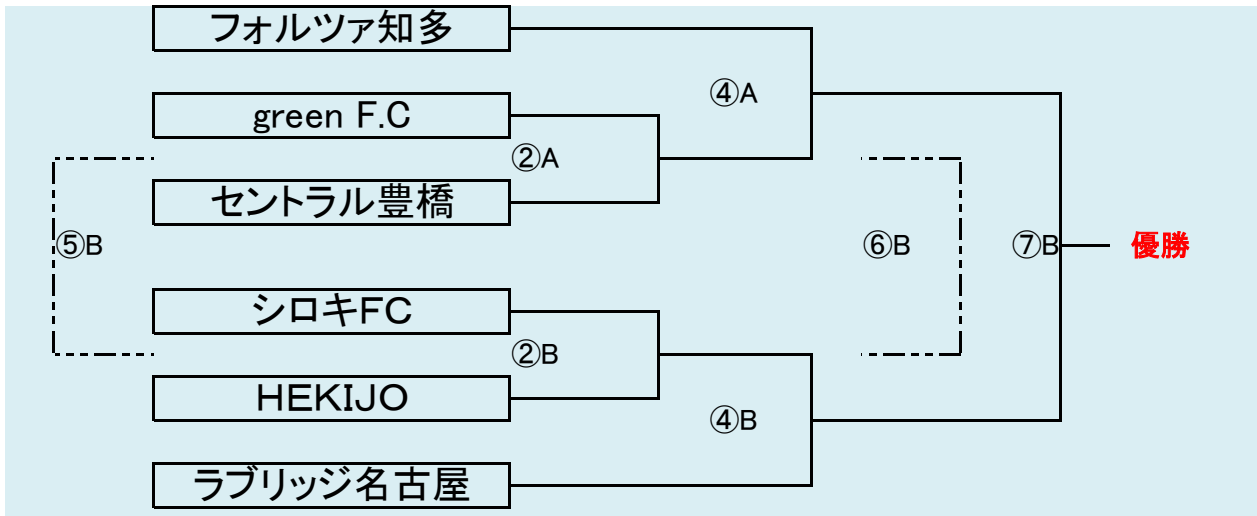 フォルツァ知多
④A
green F.C
②A
セントラル豊橋
⑤B
⑥B
⑦B
優勝
シロキFC
②B
HEKIJO
④B
ラブリッジ名古屋